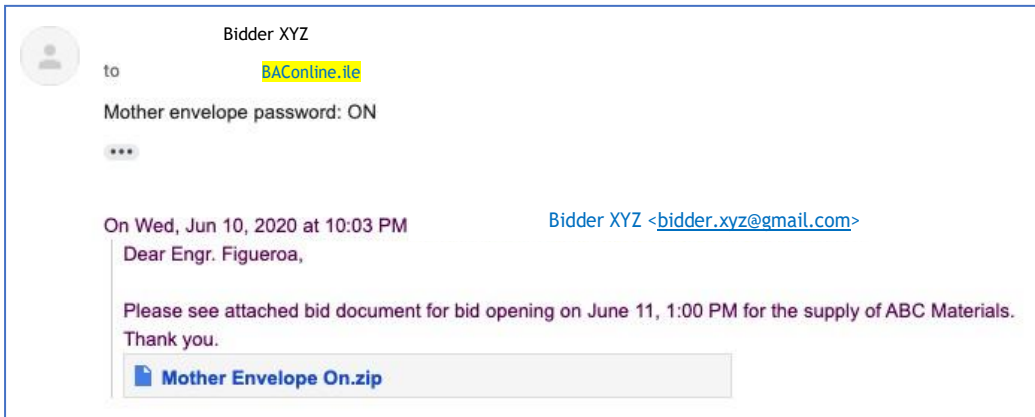 Bidder XYZ
to BAConline.ile
Mother envelope password: ON
•••
On Wed, Jun 10, 2020 at 10:03 PM Bidder XYZ <bidder.xyz@gmail.com>
Dear Engr. Figueroa,
Please see attached bid document for bid opening on June 11, 1:00 PM for the supply of ABC Materials.
Thank you.
Mother Envelope On.zip